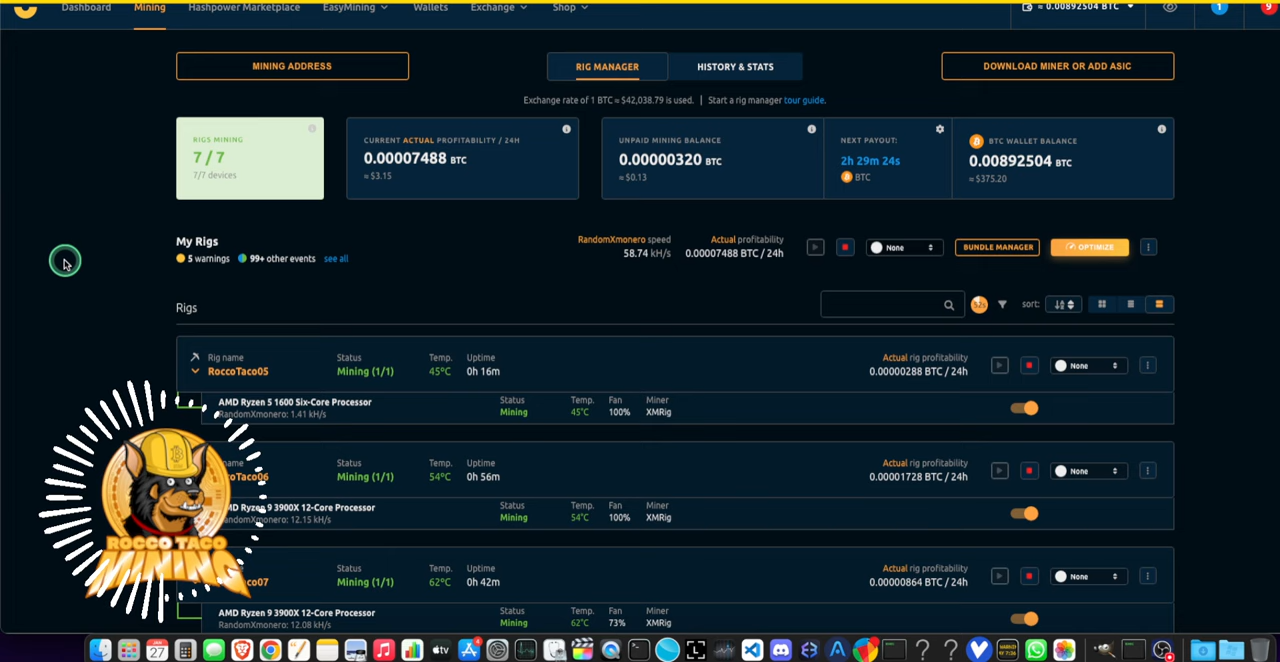 Dashboard Mining Hashpower Marketplace EasyMining Wallets Exchange Shop ≈ 0.00892504 BTC 1 9
MINING ADDRESS RIG MANAGER HISTORY & STATS DOWNLOAD MINER OR ADD ASIC
Exchange rate of 1 BTC ≈ $42,038.79 is used. | Start a rig manager tour guide.
RIGS MINING
7 / 7
7/7 devices
CURRENT ACTUAL PROFITABILITY / 24H
0.00007488 BTC
≈ $3.15
UNPAID MINING BALANCE
0.00000320 BTC
≈ $0.13
NEXT PAYOUT:
2h 29m 24s
BTC
BTC WALLET BALANCE
0.00892504 BTC
≈ $375.20
My Rigs
5 warnings 99+ other events see all
RandomXmonero speed
58.74 kH/s
Actual profitability
0.00007488 BTC / 24h
None BUNDLE MANAGER OPTIMIZE
Rigs sort:
Rig name Status Temp. Uptime Actual rig profitability
RoccoTaco05 Mining (1/1) 45°C 0h 16m 0.00000288 BTC / 24h None
AMD Ryzen 5 1600 Six-Core Processor Status Temp. Fan Miner
RandomXmonero: 1.41 kH/s Mining 45°C 100% XMRig
name Status Temp. Uptime Actual rig profitability
coTaco06 Mining (1/1) 54°C 0h 56m 0.00001728 BTC / 24h None
MD Ryzen 9 3900X 12-Core Processor Status Temp. Fan Miner
andomXmonero: 12.15 kH/s Mining 54°C 100% XMRig
Status Temp. Uptime Actual rig profitability
aco07 Mining (1/1) 62°C 0h 42m 0.00000864 BTC / 24h None
AMD Ryzen 9 3900X 12-Core Processor Status Temp. Fan Miner
RandomXmonero: 12.08 kH/s Mining 62°C 73% XMRig
ROCCO TACO
MINING
27
tv